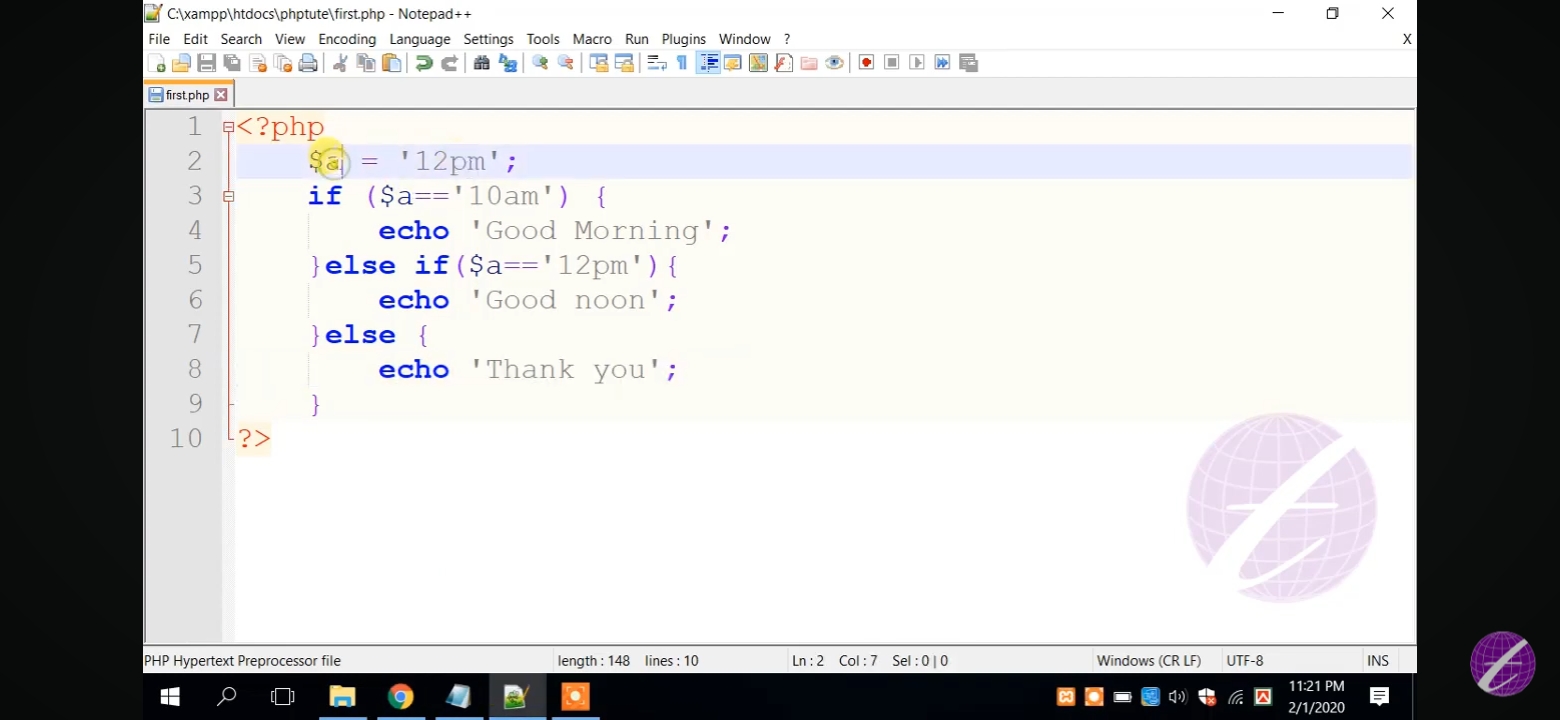 C:\xampp\htdocs\phptute\first.php - Notepad++
File Edit Search View Encoding Language Settings Tools Macro Run Plugins Window ? X
first.php
1 <?php
2 $a = '12pm';
3 if ($a=='10am') {
4 echo 'Good Morning';
5 }else if($a=='12pm'){
6 echo 'Good noon';
7 }else {
8 echo 'Thank you';
9 }
10 ?>
PHP Hypertext Preprocessor file length : 148 lines : 10 Ln : 2 Col : 7 Sel : 0 | 0 Windows (CR LF) UTF-8 INS
11:21 PM
2/1/2020